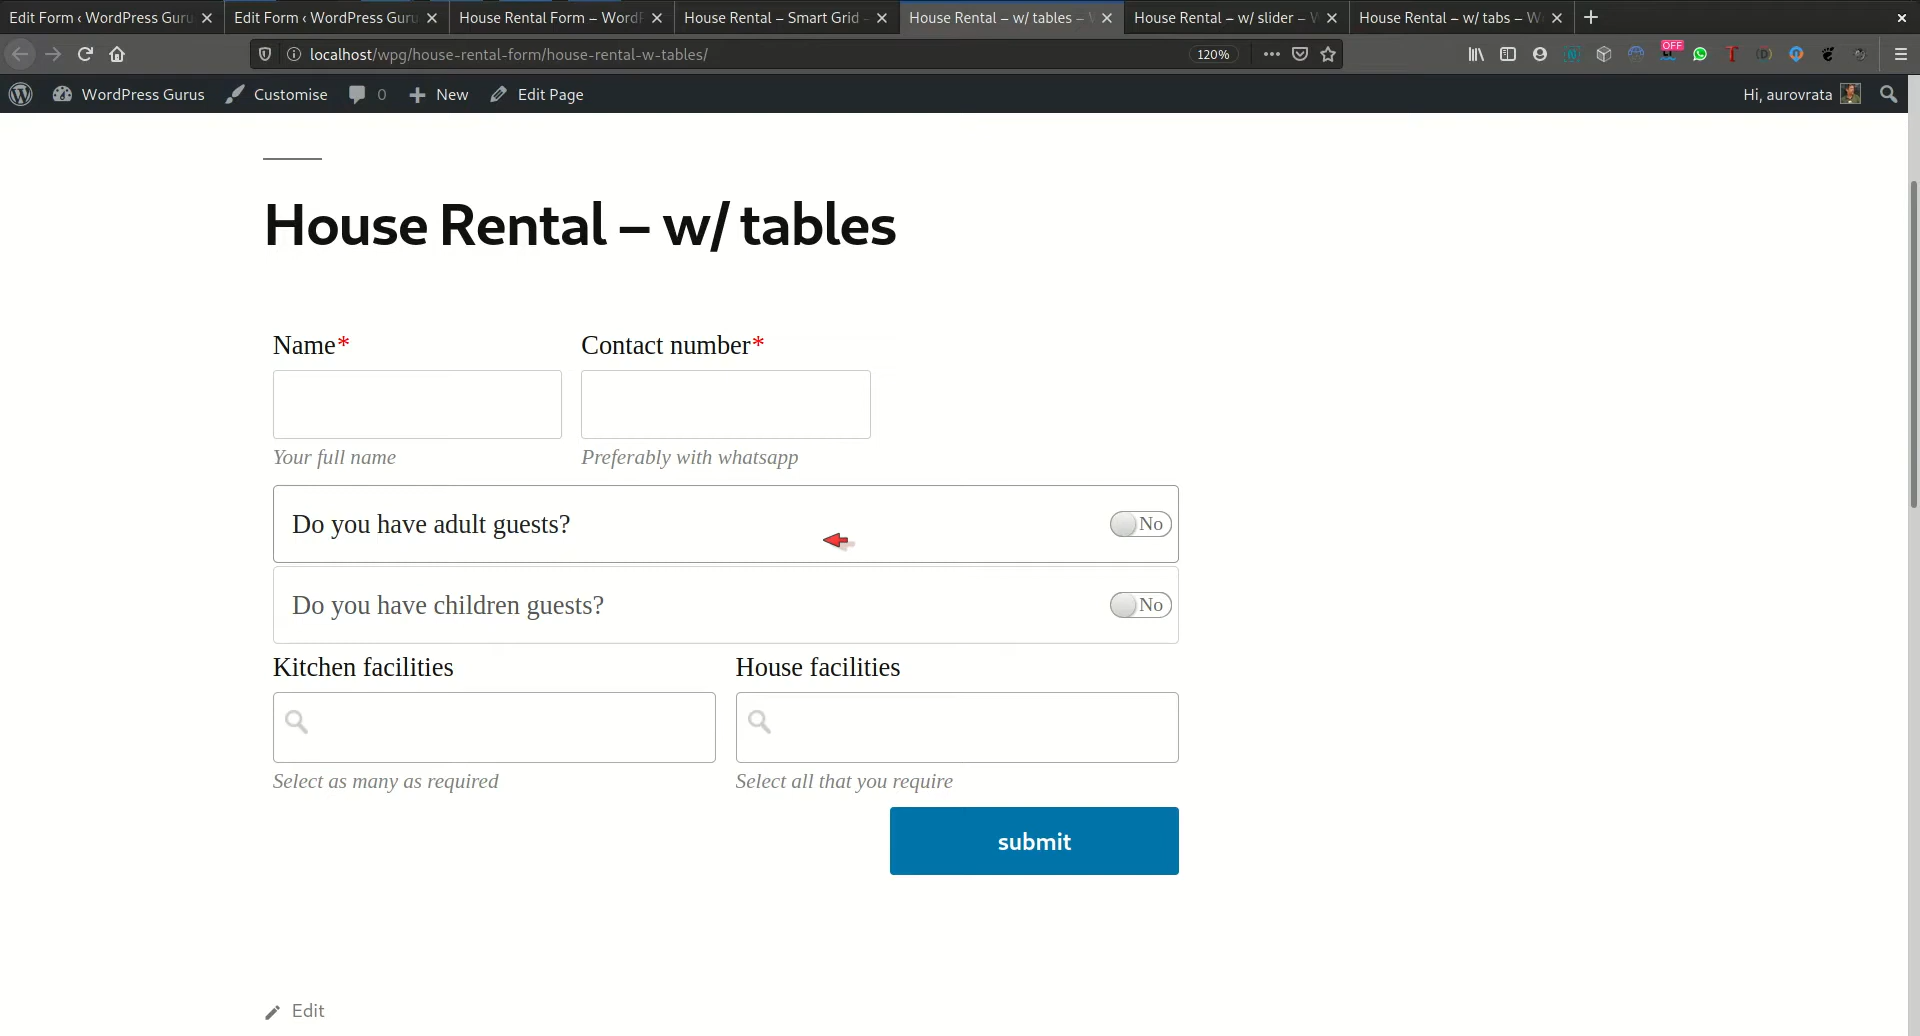 Edit Form ‹ WordPress Guru
Edit Form ‹ WordPress Guru
House Rental Form – Word
House Rental – Smart Grid
House Rental – w/ tables –
House Rental – w/ slider –
House Rental – w/ tabs –
localhost/wpg/house-rental-form/house-rental-w-tables/
120%
OFF
WordPress Gurus
Customise
0
New
Edit Page
Hi, aurovrata
House Rental – w/ tables
Name*
Contact number*
Your full name
Preferably with whatsapp
Do you have adult guests?
No
Do you have children guests?
No
Kitchen facilities
House facilities
Select as many as required
Select all that you require
submit
Edit